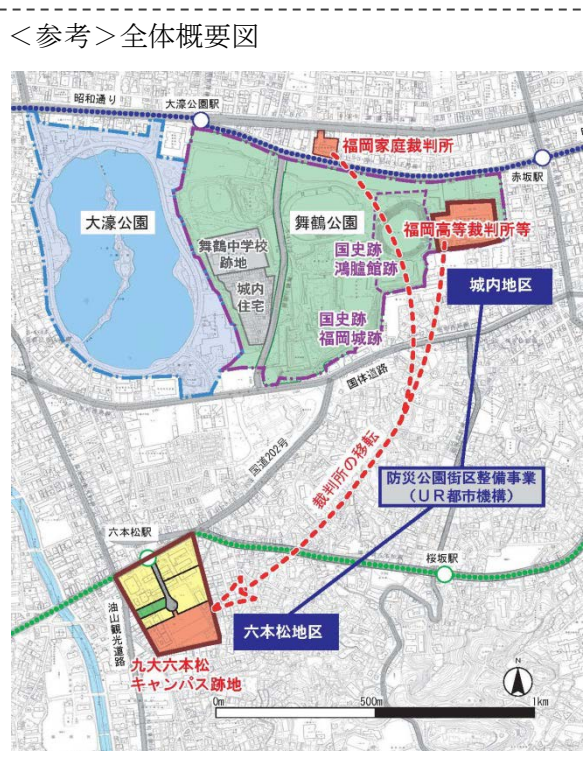 ＜参考＞全体概要図
昭和通り
大濠公園駅
福岡家庭裁判所
赤坂駅
大濠公園
舞鶴公園
福岡高等裁判所等
舞鶴中学校
跡地
国史跡
鴻臚館跡
城内
住宅
城内地区
国史跡
福岡城跡
国体道路
国道202号
裁判所の移転
防災公園街区整備事業
（ＵＲ都市機構）
六本松駅
桜坂駅
油山観光道路
六本松地区
九大六本松
キャンパス跡地
N
0m
500m
1km